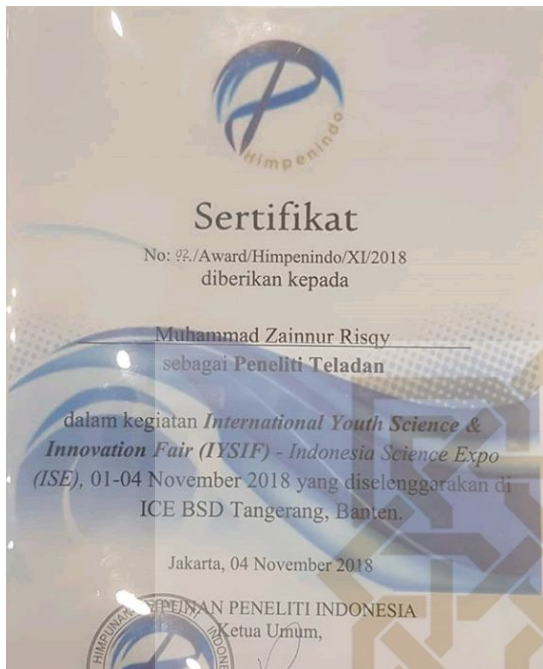 Himpenindo
Sertifikat
No: 02./Award/Himpenindo/XI/2018
diberikan kepada
Muhammad Zainnur Risqy
sebagai Peneliti Teladan
dalam kegiatan International Youth Science &
Innovation Fair (IYSIF) - Indonesia Science Expo
(ISE), 01-04 November 2018 yang diselenggarakan di
ICE BSD Tangerang, Banten.
Jakarta, 04 November 2018
PENELITI INDONESIA
Ketua Umum,